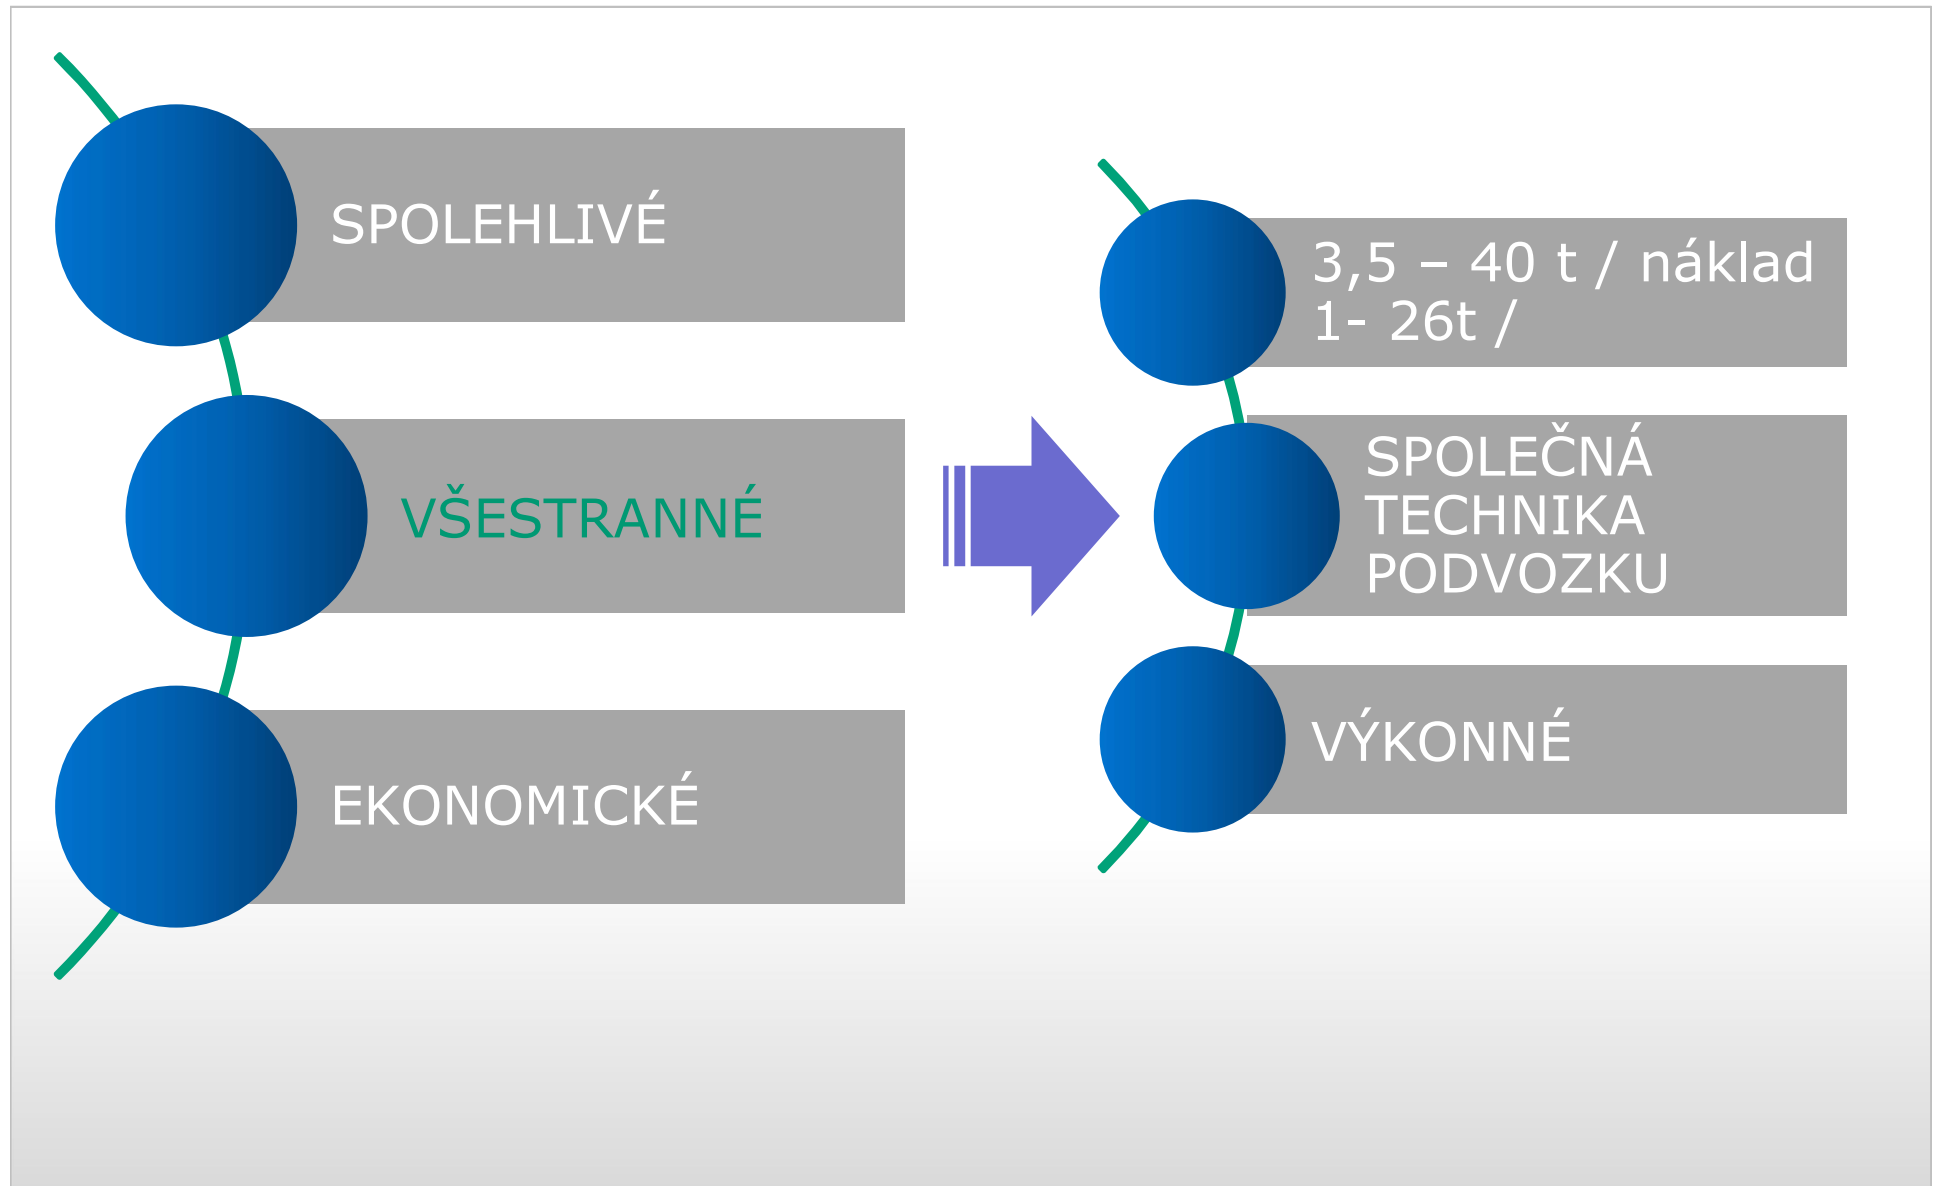 SPOLEHLIVÉ
VŠESTRANNÉ
EKONOMICKÉ
3,5 – 40 t / náklad
1- 26t /
SPOLEČNÁ
TECHNIKA
PODVOZKU
VÝKONNÉ